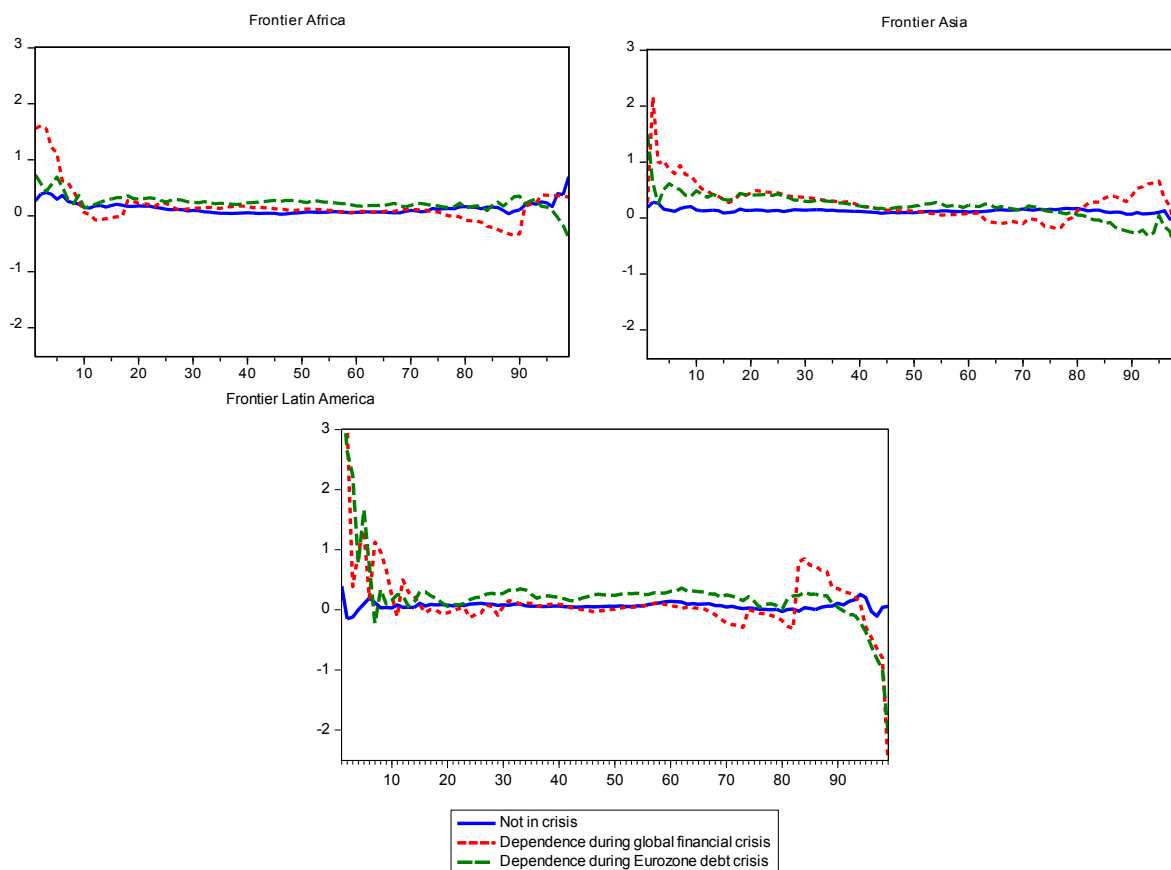 Frontier Africa
3
2
1
0
-1
-2
10 20 30 40 50 60 70 80 90
Frontier Asia
3
2
1
0
-1
-2
10 20 30 40 50 60 70 80 90
Frontier Latin America
3
2
1
0
-1
-2
10 20 30 40 50 60 70 80 90
Not in crisis
Dependence during global financial crisis
Dependence during Eurozone debt crisis